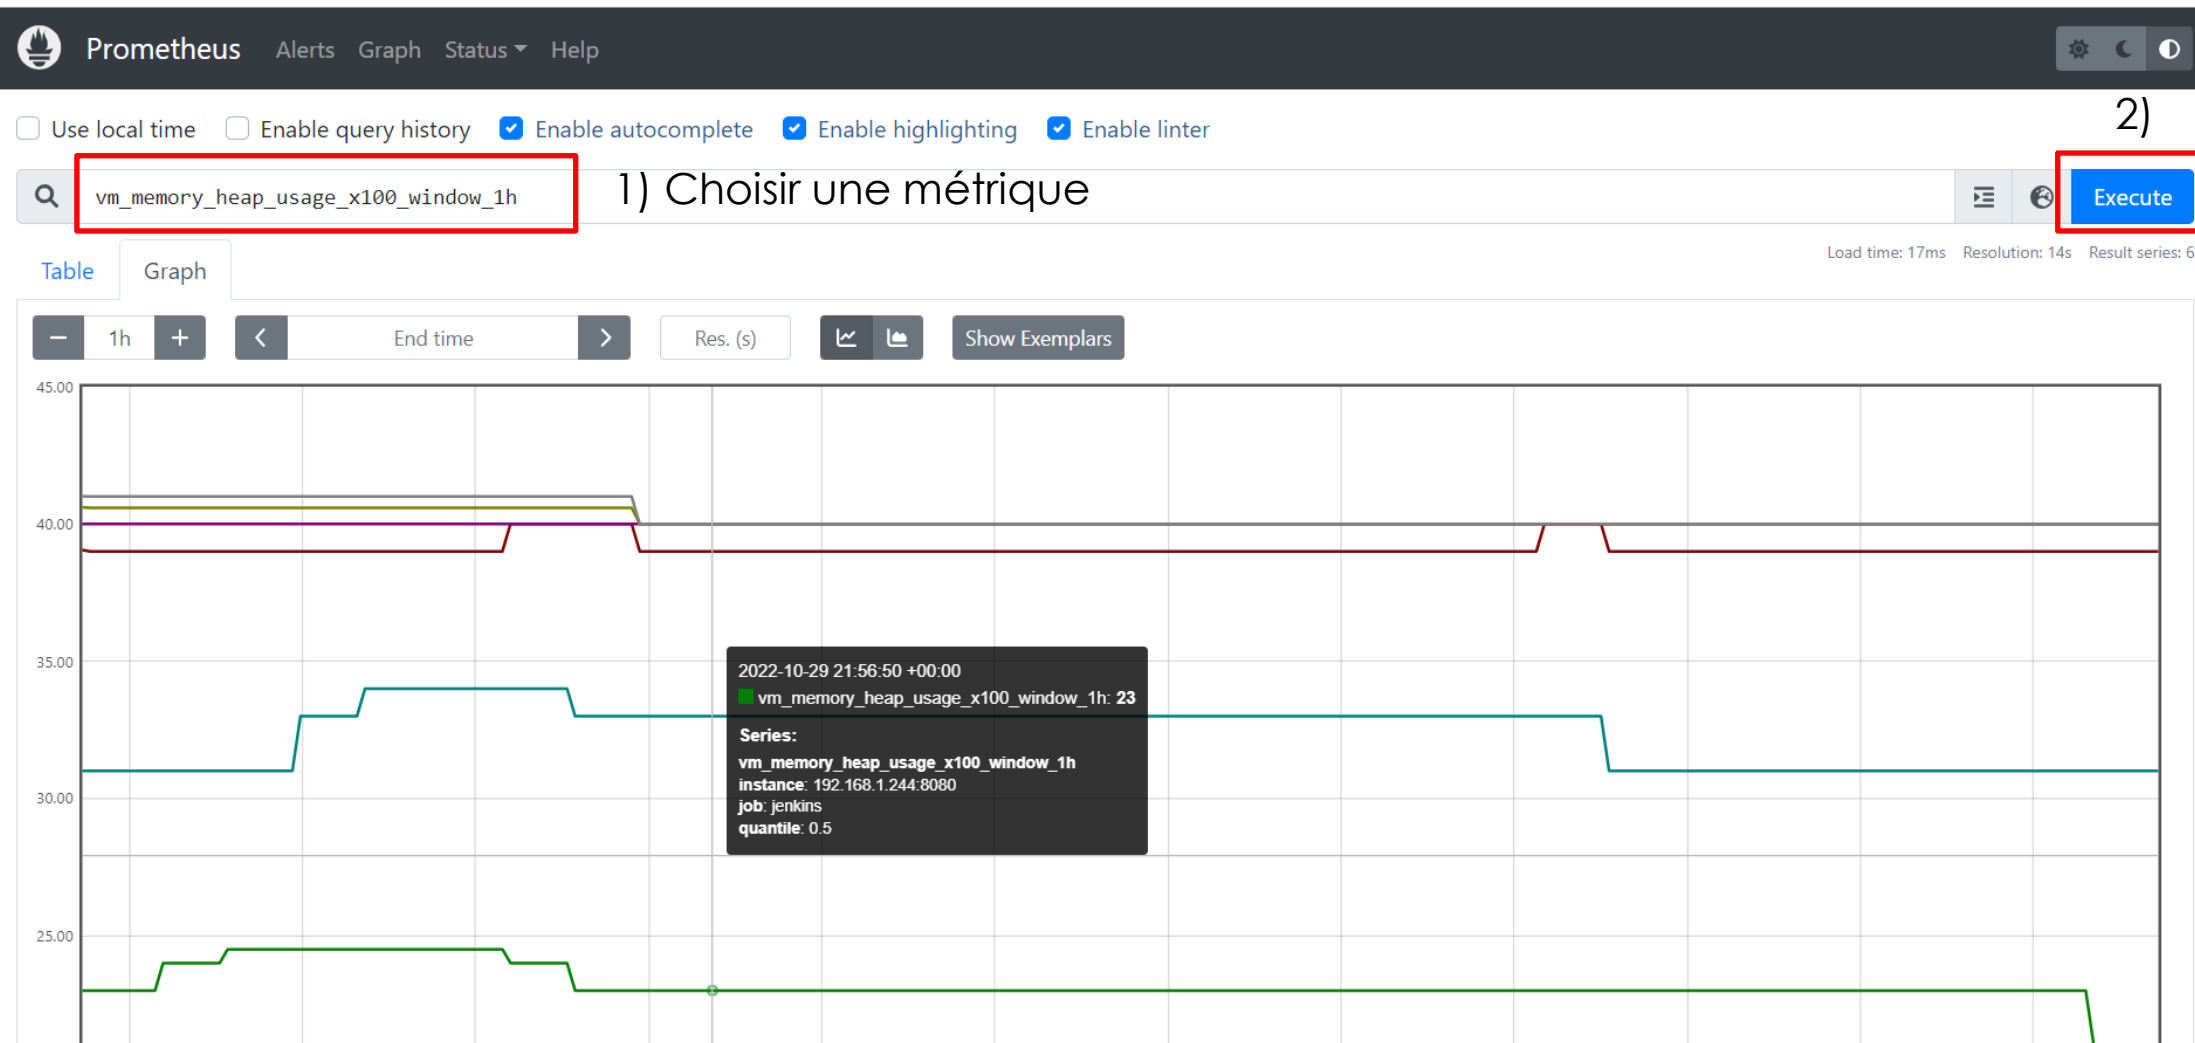 Prometheus Alerts Graph Status Help
2)
Use local time Enable query history Enable autocomplete Enable highlighting Enable linter
vm_memory_heap_usage_x100_window_1h
1) Choisir une métrique
Execute
Load time: 17ms Resolution: 14s Result series: 6
Table Graph
1h End time Res. (s) Show Exemplars
45.00
40.00
35.00
2022-10-29 21:56:50 +00:00
vm_memory_heap_usage_x100_window_1h: 23
Series:
vm_memory_heap_usage_x100_window_1h
instance: 192.168.1.244:8080
job: jenkins
quantile: 0.5
30.00
25.00